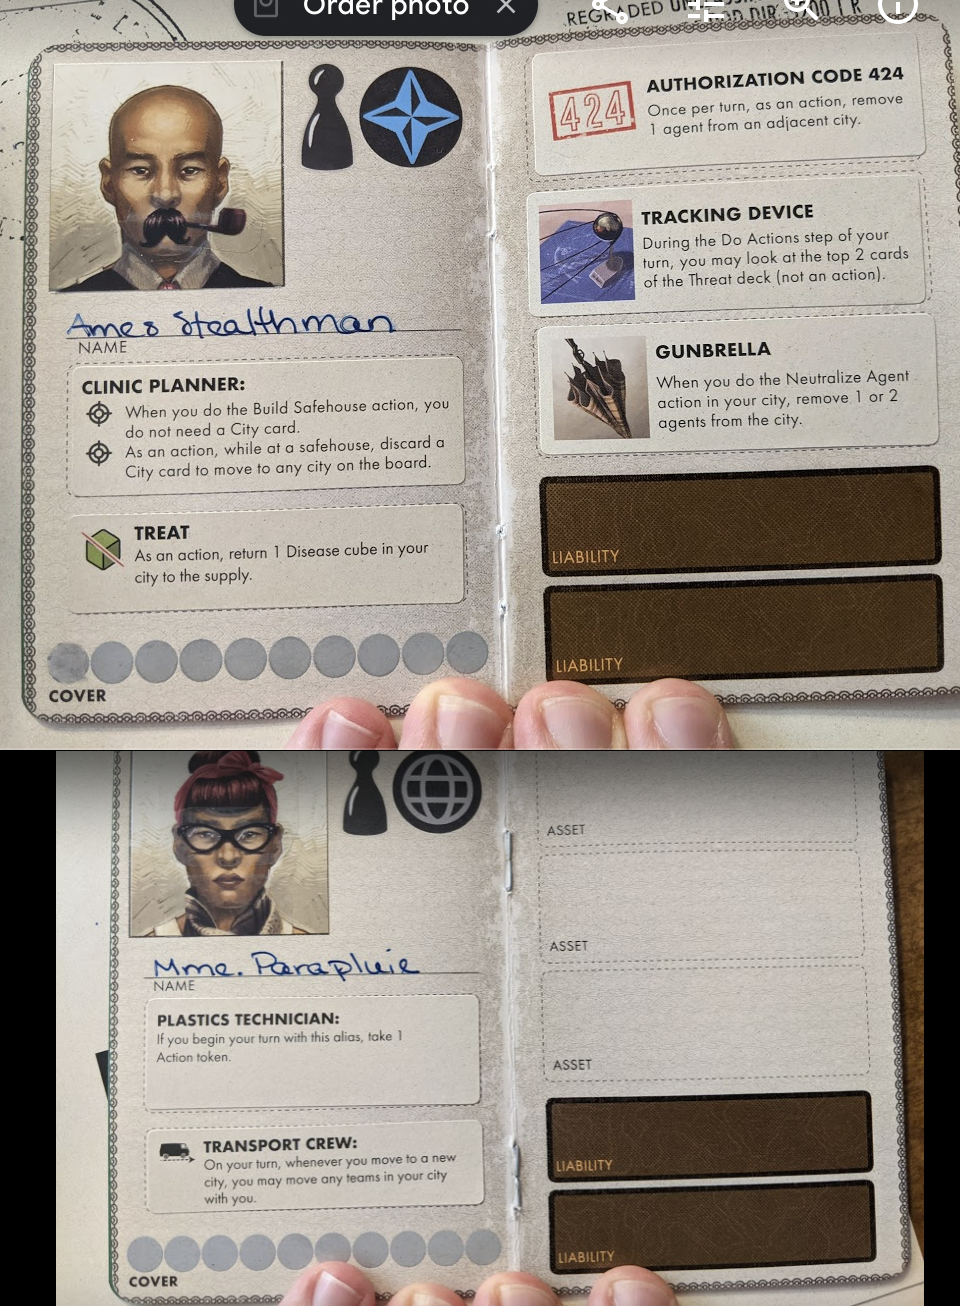 Order photo
REGRADED
AUTHORIZATION CODE 424
424
Once per turn, as an action, remove
1 agent from an adjacent city.
Ames Stealthman
NAME
TRACKING DEVICE
During the Do Actions step of your
turn, you may look at the top 2 cards
of the Threat deck (not an action).
CLINIC PLANNER:
When you do the Build Safehouse action, you
do not need a City card.
As an action, while at a safehouse, discard a
City card to move to any city on the board.
GUNBRELLA
When you do the Neutralize Agent
action in your city, remove 1 or 2
agents from the city.
TREAT
As an action, return 1 Disease cube in your
city to the supply.
LIABILITY
LIABILITY
COVER
Mme. Parapluie
NAME
PLASTICS TECHNICIAN:
If you begin your turn with this alias, take 1
Action token.
TRANSPORT CREW:
On your turn, whenever you move to a new
city, you may move any teams in your city
with you.
COVER
ASSET
ASSET
ASSET
LIABILITY
LIABILITY